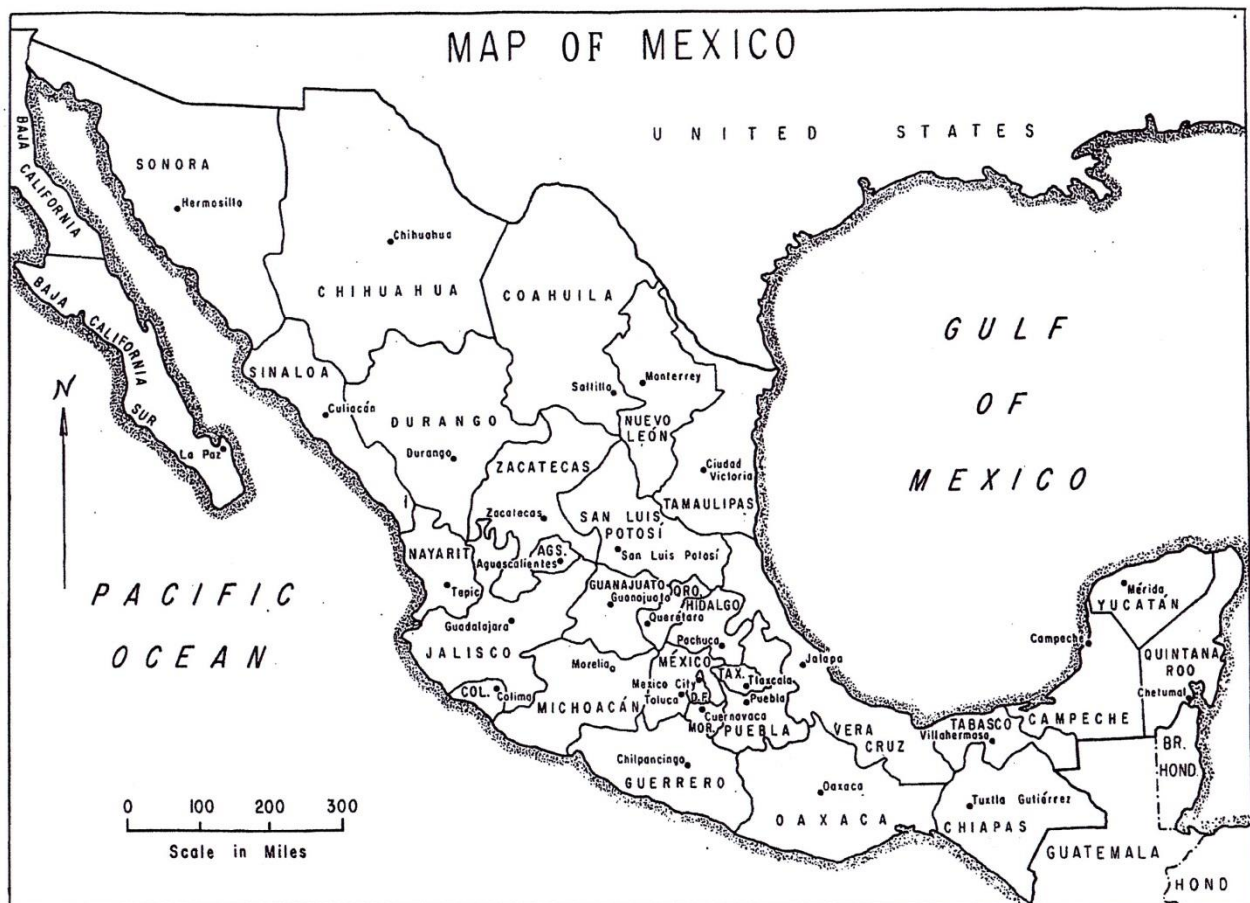 MAP OF MEXICO
UNITED STATES
BAJA CALIFORNIA
SONORA
Hermosillo
Chihuahua
CHIHUAHUA
COAHUILA
GULF
OF
MEXICO
BAJA CALIFORNIA SUR
La Paz
N
SINALOA
Culiacán
DURANGO
Durango
Saltillo
Monterrey
NUEVO
LEÓN
ZACATECAS
Zacatecas
Ciudad
Victoria
TAMAULIPAS
SAN LUIS
POTOSÍ
San Luis Potosí
NAYARIT
Tepic
AGS.
Aguascalientes
PACIFIC
OCEAN
GUANAJUATO
Guanajuato
QRO.
Querétaro
HIDALGO
Pachuca
Guadalajara
JALISCO
COL.
Colima
Morelia
MICHOACÁN
MÉXICO
Mexico City
D.F.
Toluca
TAX.
Tlaxcala
Puebla
PUEBLA
Cuernavaca
MOR.
Jalapa
VERA
CRUZ
Chilpancingo
GUERRERO
Oaxaca
OAXACA
Mérida
YUCATÁN
Campeche
CAMPECHE
QUINTANA
ROO
Chetumal
TABASCO
Villahermosa
Tuxtla Gutiérrez
CHIAPAS
BR.
HOND.
GUATEMALA
HOND
0 100 200 300
Scale in Miles